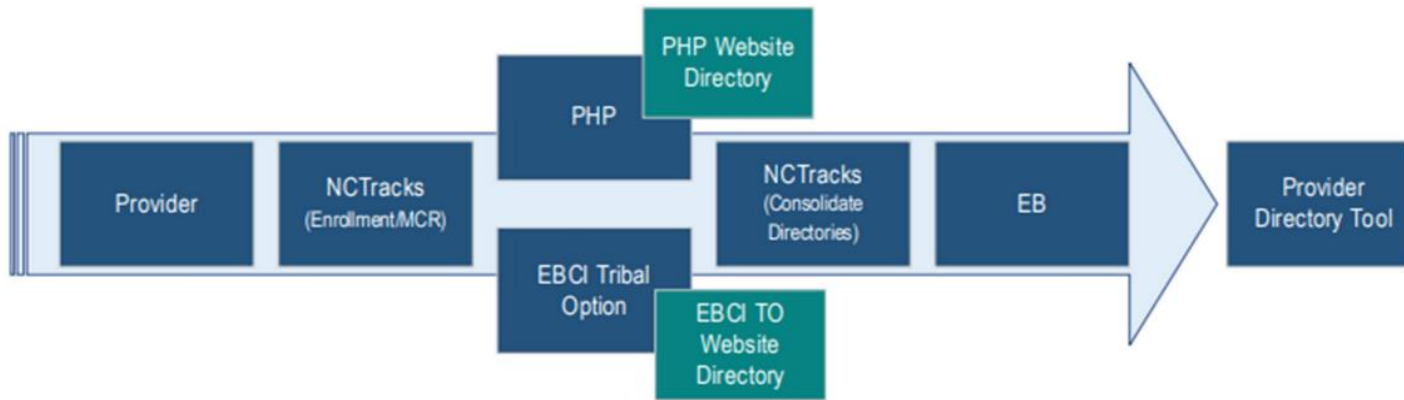 Provider
NCTracks
(Enrollment/MCR)
PHP
PHP Website
Directory
EBCI Tribal
Option
EBCI TO
Website
Directory
NCTracks
(Consolidate
Directories)
EB
Provider
Directory Tool